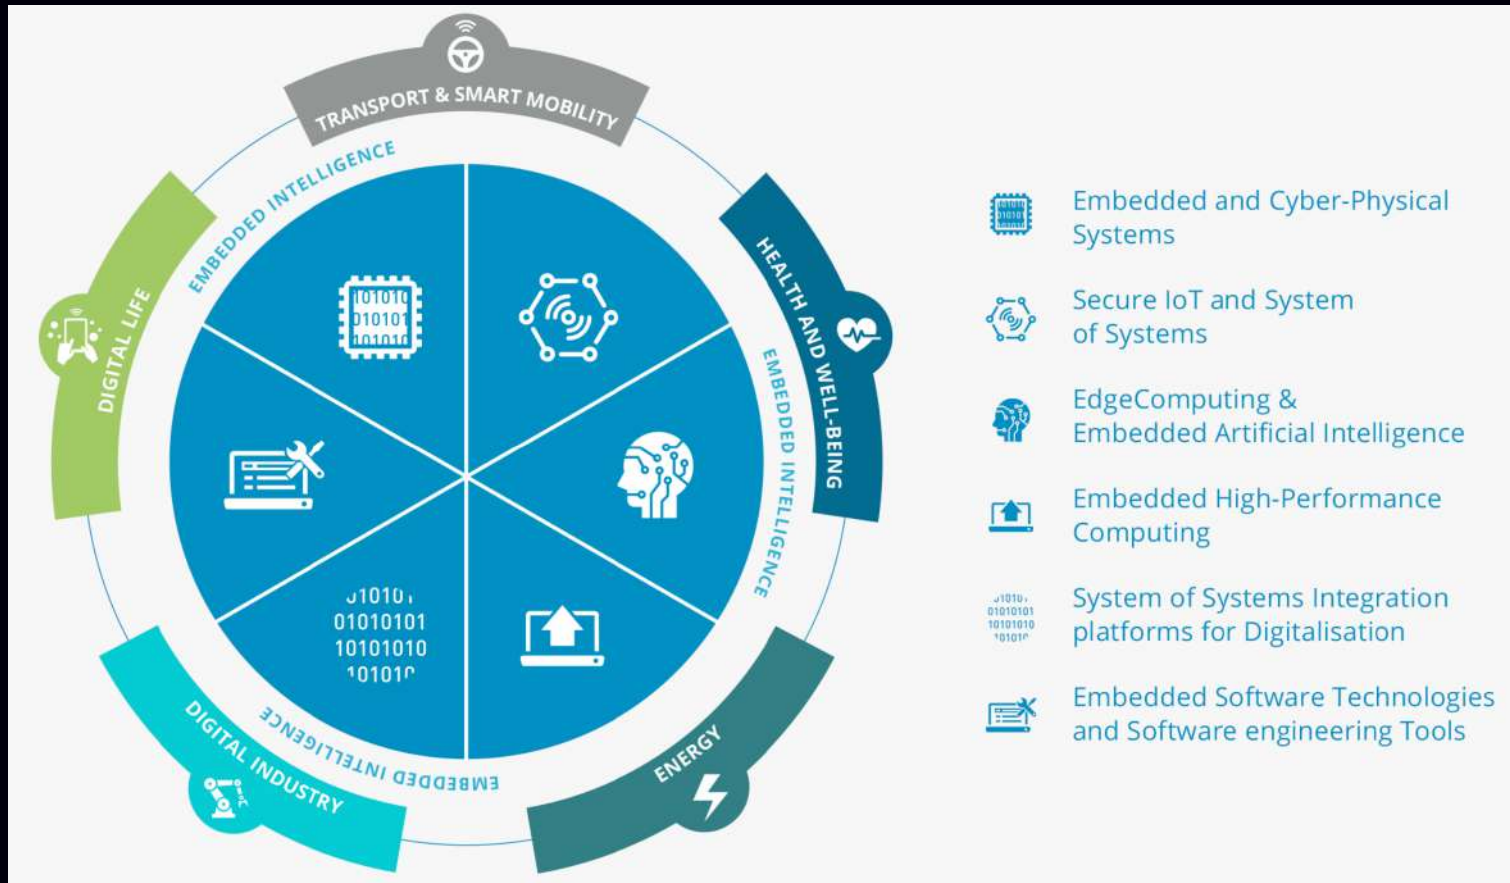 TRANSPORT & SMART MOBILITY
EMBEDDED INTELLIGENCE
DIGITAL LIFE
HEALTH AND WELL-BEING
EMBEDDED INTELLIGENCE
101010
010101
101010
01010101
10101010
DIGITAL INDUSTRY
EMBEDDED INTELLIGENCE
ENERGY
Embedded and Cyber-Physical
Systems
Secure IoT and System
of Systems
EdgeComputing &
Embedded Artificial Intelligence
Embedded High-Performance
Computing
01010101
10101010
System of Systems Integration
platforms for Digitalisation
Embedded Software Technologies
and Software engineering Tools